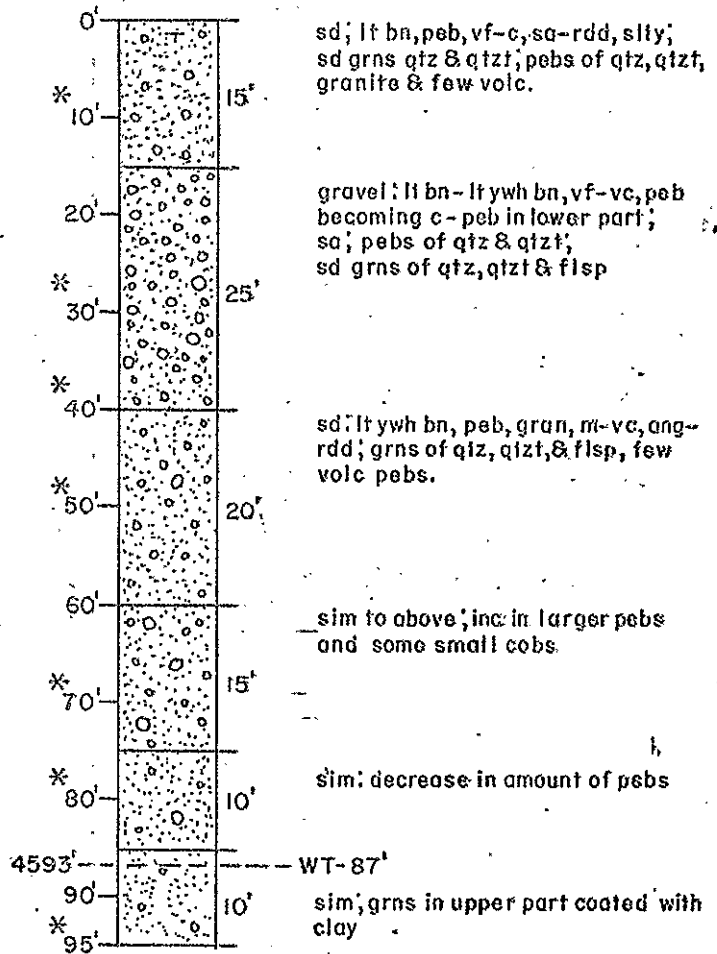 0'
sd; lt bn, peb, vf-c, sa-rdd, slty;
sd grns qtz & qtzt; pebs of qtz, qtzt,
granite & few volc.
*
15'
10'
gravel: lt bn-lt ywh bn, vf-vc, peb
20'
becoming c-peb in lower part;
sa; pebs of qtz & qtzt;
sd grns of qtz, qtzt & flsp
*
25'
30'
*
40'
sd: lt ywh bn, peb, gran, m-vc, ang-
rdd; grns of qtz, qtzt, & flsp, few
volc pebs.
*
50'
20'
60'
sim to above; inc in larger pebs
and some small cobs
*
15'
70'
sim: decrease in amount of pebs
*
80'
10'
4593' WT-87'
90'
10'
sim; grns in upper part coated with
clay
*
95'